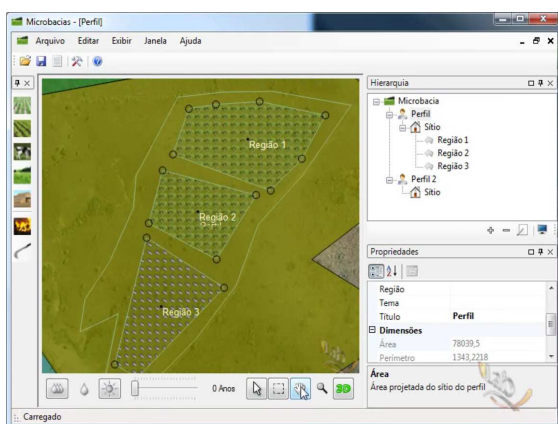 Microbacias - [Perfil]
Arquivo Editar Exibir Janela Ajuda
Hierarquia
Microbacia
Perfil
Sítio
Região 1
Região 2
Região 3
Perfil 2
Sítio
Região 1
Região 2
Região 3
Propriedades
Região
Tema
Título Perfil
Dimensões
Área 78039,5
Perímetro 1343,2218
Área
Área projetada do sítio do perfil
0 Anos
3D
Carregado